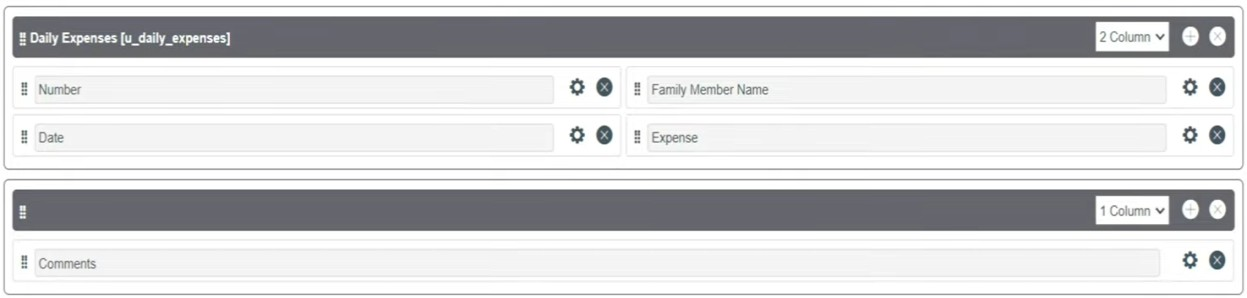 Daily Expenses [u_daily_expenses]
2 Column
Number
Family Member Name
Date
Expense
1 Column
Comments